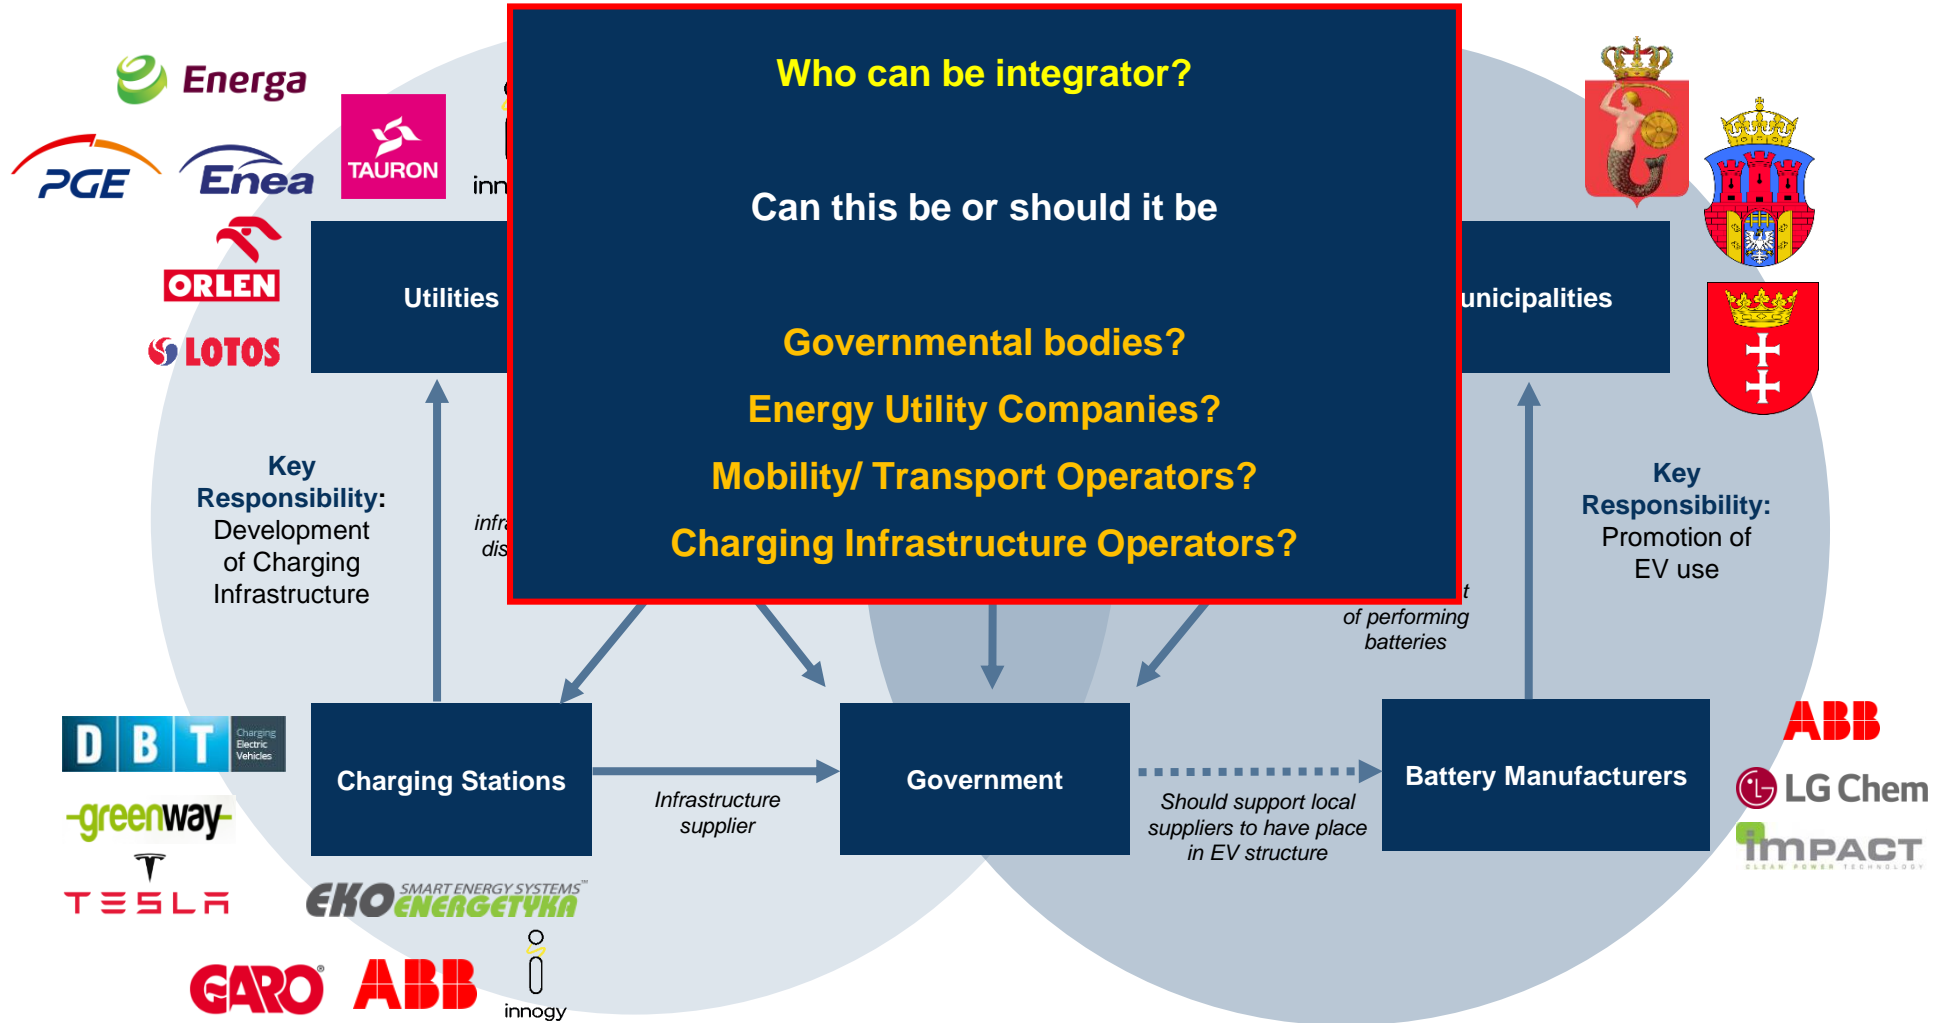 Who can be integrator?
Can this be or should it be
Governmental bodies?
Energy Utility Companies?
Mobility/ Transport Operators?
Charging Infrastructure Operators?
Energa
PGE
Enea
TAURON
ORLEN
LOTOS
Utilities
Key
Responsibility:
Development
of Charging
Infrastructure
unicipalities
Key
Responsibility:
Promotion of
EV use
of performing
batteries
DBT
Charging
Electric
Vehicles
greenway
TESLA
Charging Stations
Infrastructure
supplier
Government
Should support local
suppliers to have place
in EV structure
Battery Manufacturers
ABB
LG Chem
impact
CLEAN POWER TECHNOLOGY
EKO SMART ENERGY SYSTEMS™
ENERGETYKA
GARO®
ABB
innogy